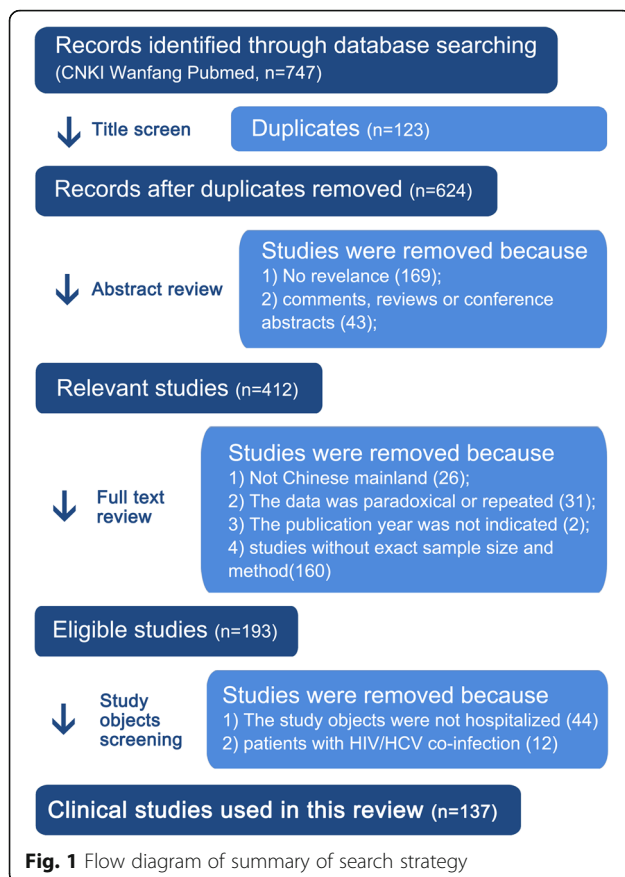 Records identified through database searching
(CNKI Wanfang Pubmed, n=747)
Title screen
Duplicates (n=123)
Records after duplicates removed (n=624)
Abstract review
Studies were removed because
1) No revelance (169);
2) comments, reviews or conference
abstracts (43);
Relevant studies (n=412)
Full text
review
Studies were removed because
1) Not Chinese mainland (26);
2) The data was paradoxical or repeated (31);
3) The publication year was not indicated (2);
4) studies without exact sample size and
method(160)
Eligible studies (n=193)
Study
objects
screening
Studies were removed because
1) The study objects were not hospitalized (44)
2) patients with HIV/HCV co-infection (12)
Clinical studies used in this review (n=137)
Fig. 1 Flow diagram of summary of search strategy